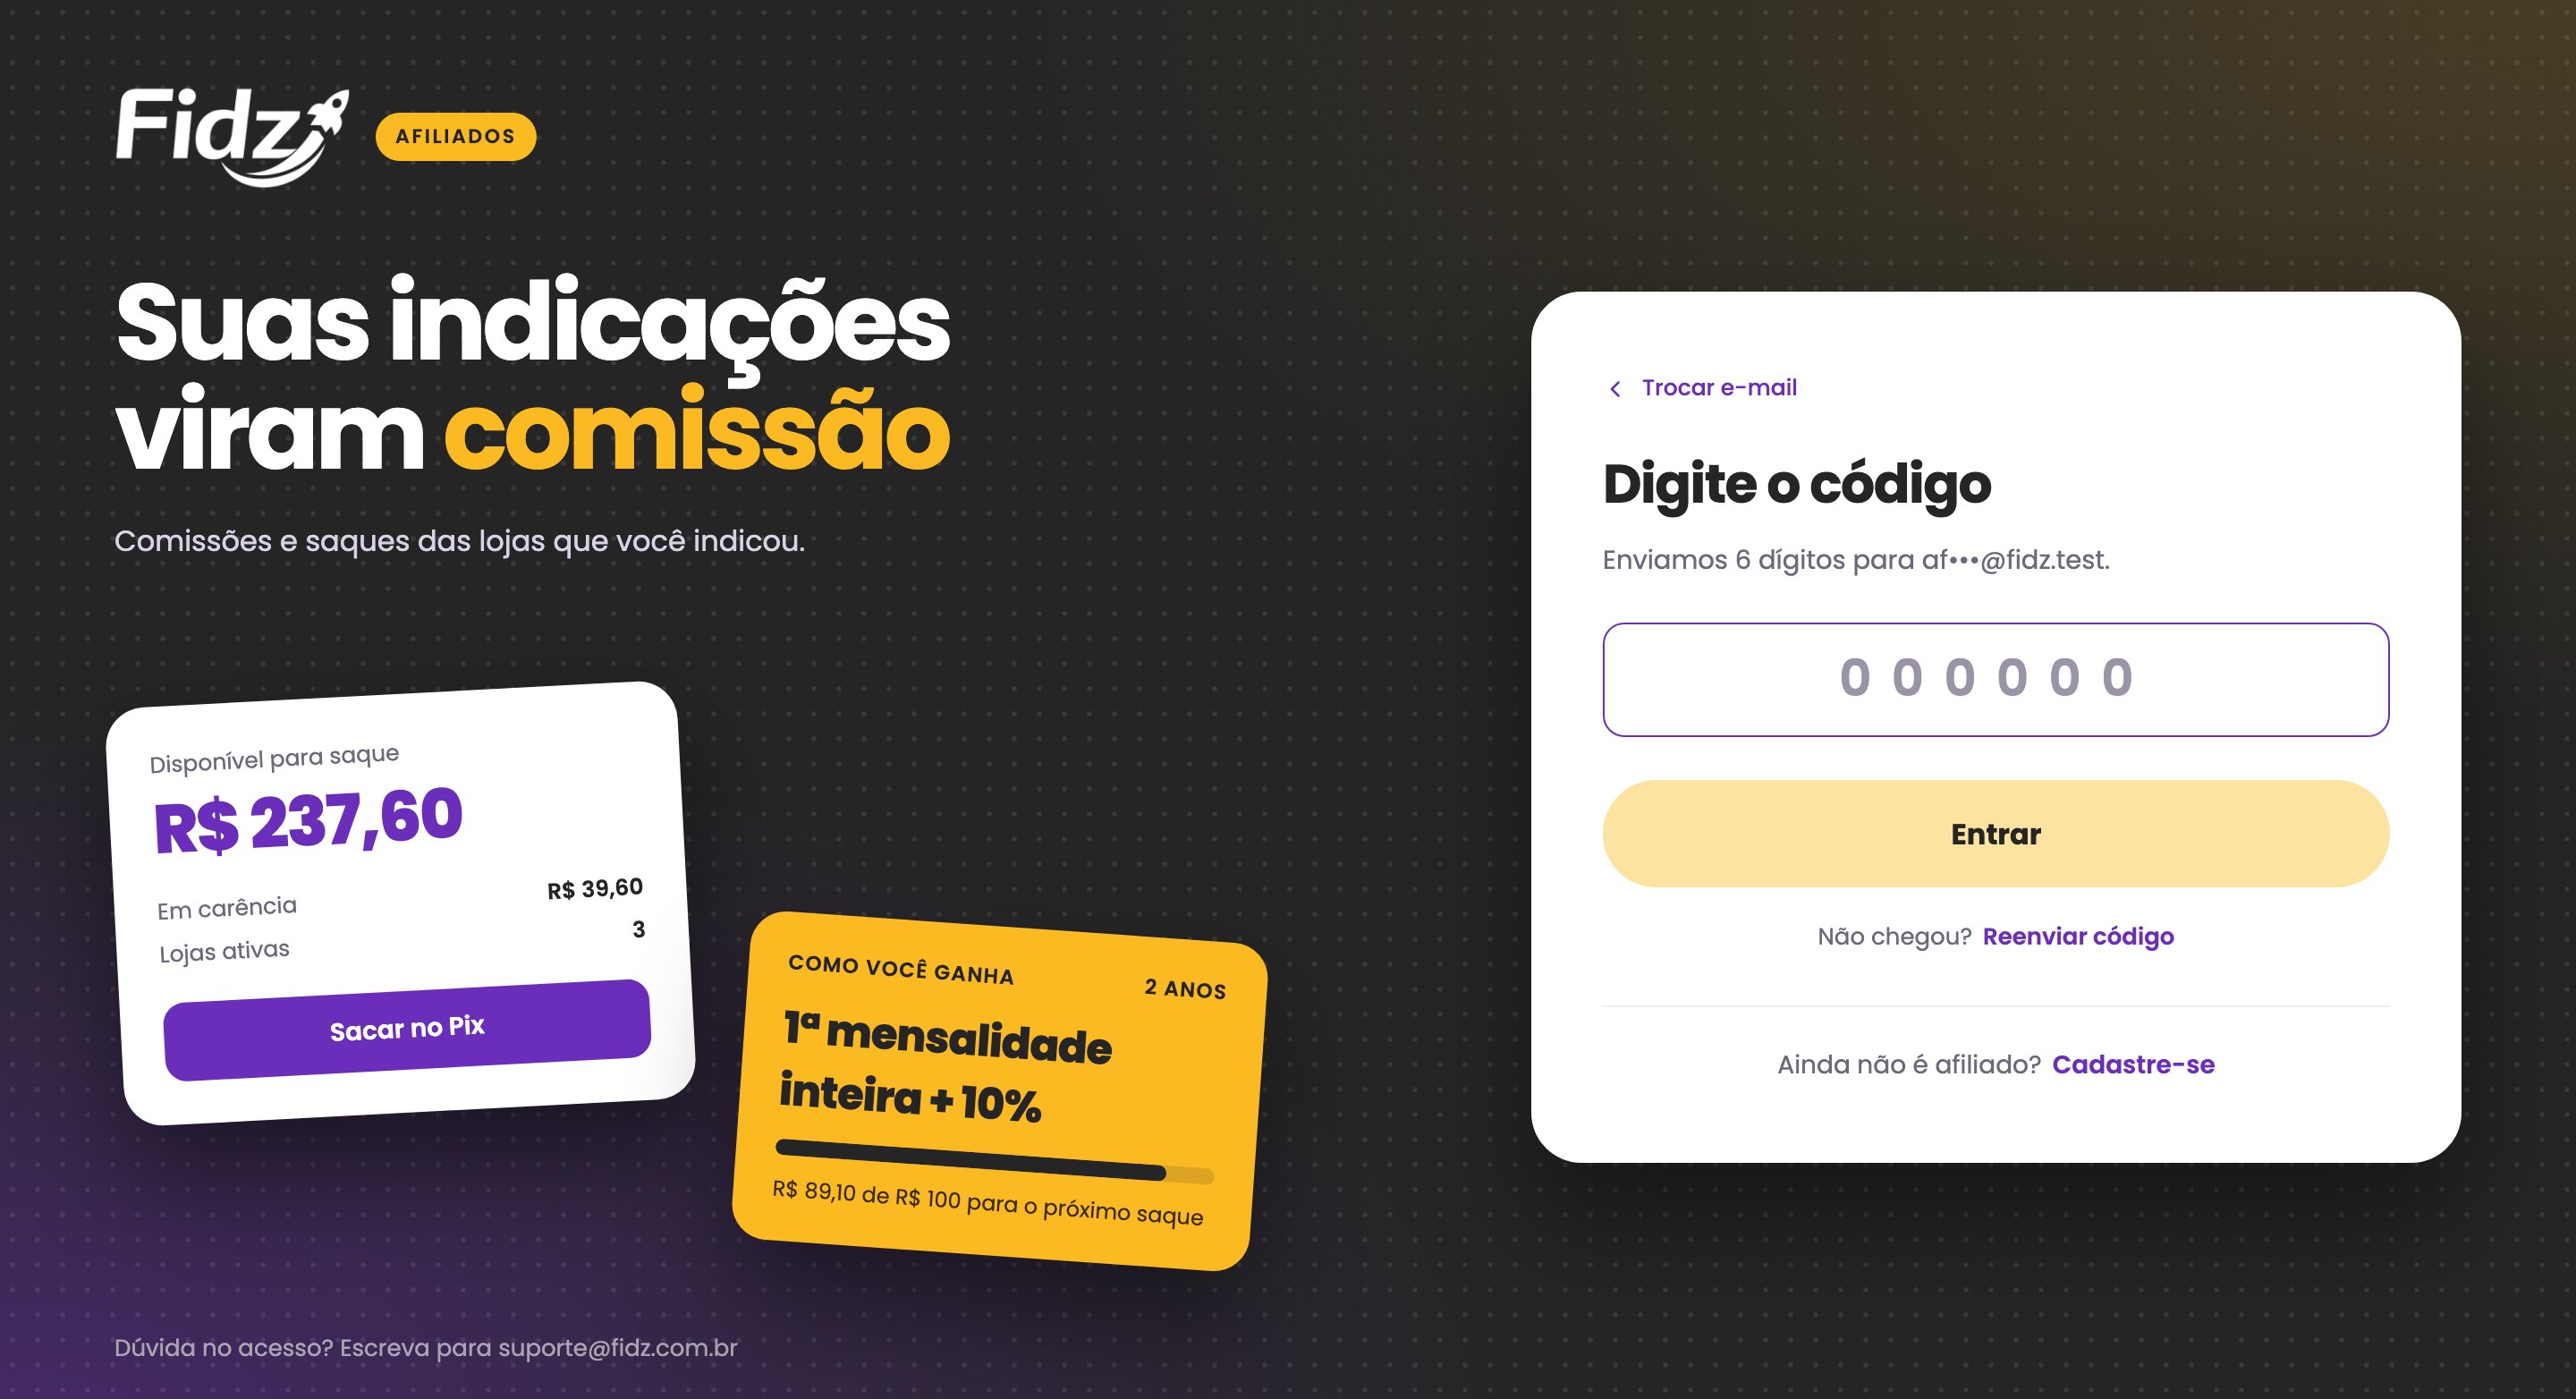 Fidz
AFILIADOS
Suas indicações
viram comissão
Comissões e saques das lojas que você indicou.
Disponível para saque
R$ 237,60
Em carência R$ 39,60
Lojas ativas 3
Sacar no Pix
COMO VOCÊ GANHA 2 ANOS
1ª mensalidade
inteira + 10%
R$ 89,10 de R$ 100 para o próximo saque
Dúvida no acesso? Escreva para suporte@fidz.com.br
Trocar e-mail
Digite o código
Enviamos 6 dígitos para af•••@fidz.test.
0 0 0 0 0 0
Entrar
Não chegou? Reenviar código
Ainda não é afiliado? Cadastre-se